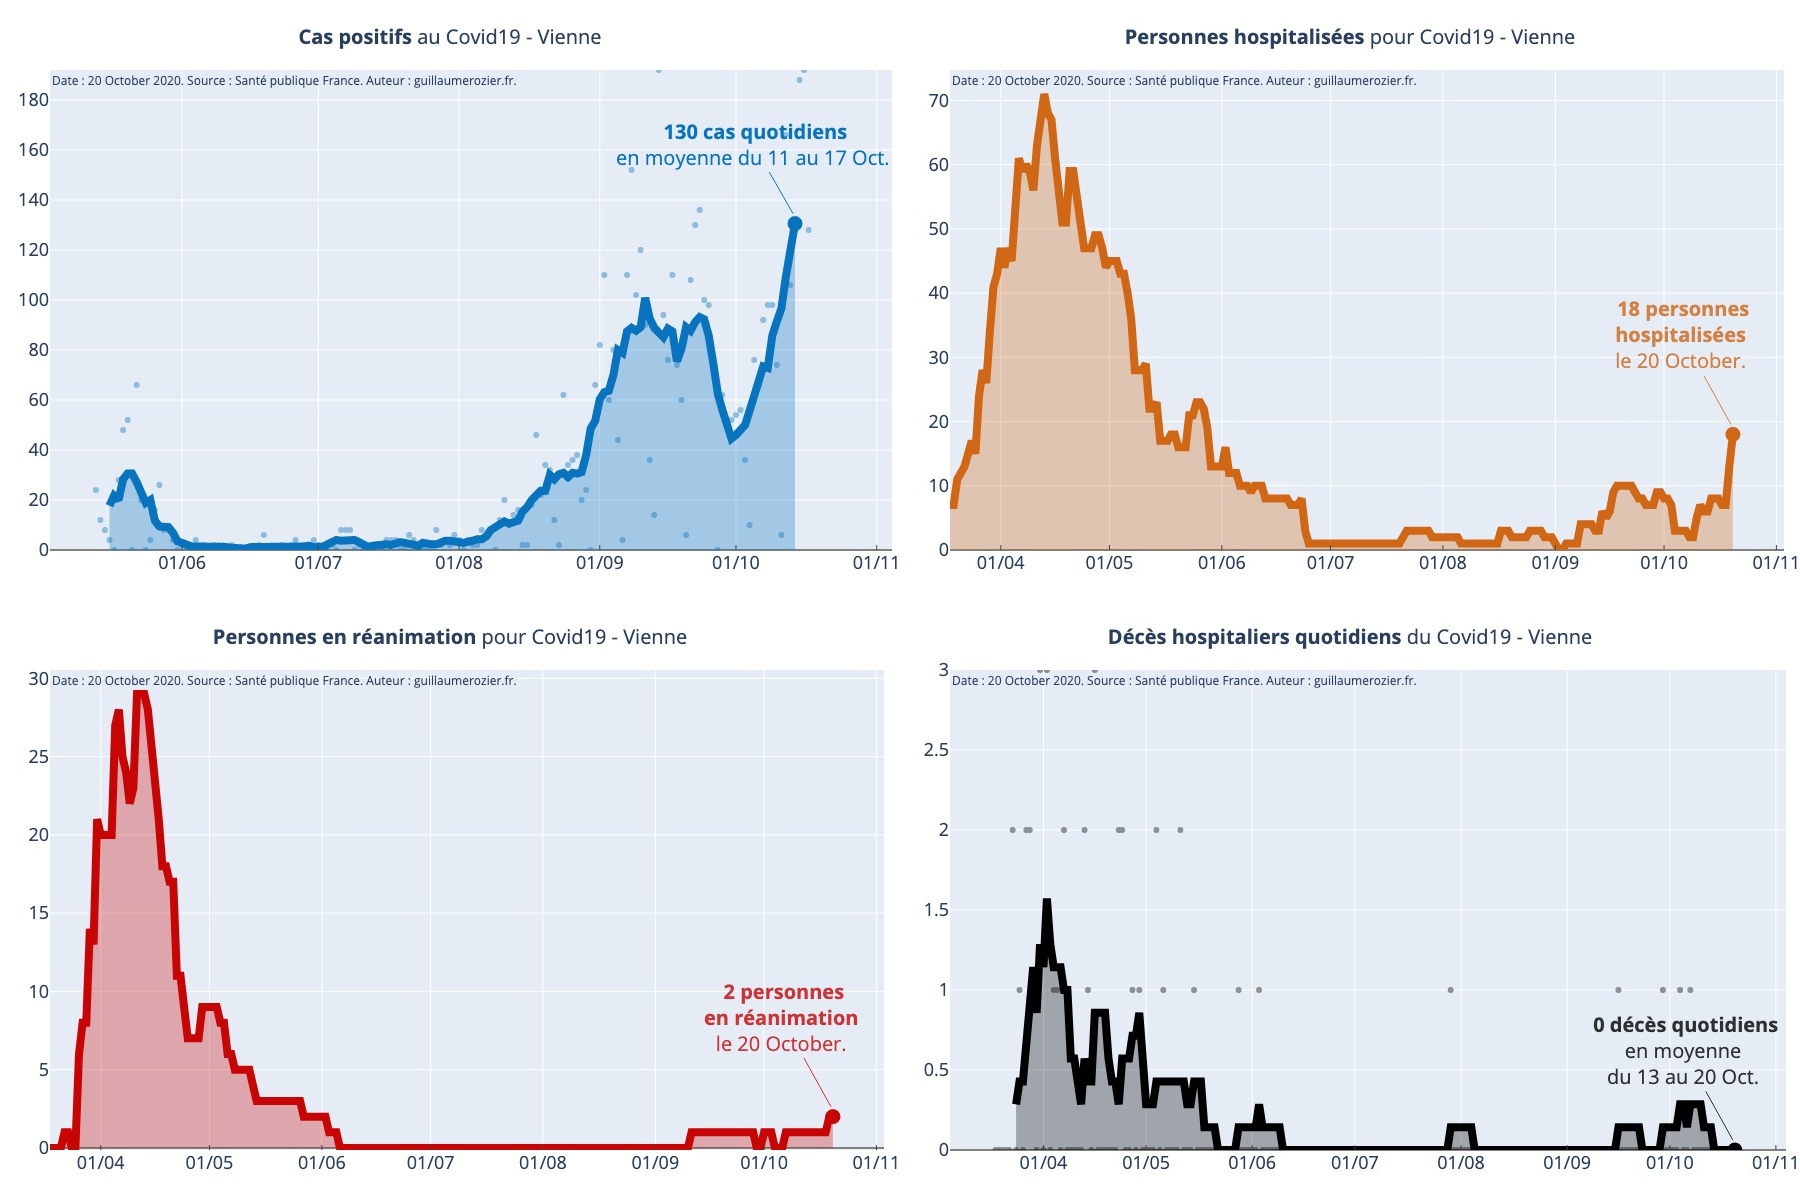 Cas positifs au Covid19 - Vienne
Date : 20 October 2020. Source : Santé publique France. Auteur : guillaumerozier.fr.
180
160
140
120
100
80
60
40
20
0
130 cas quotidiens
en moyenne du 11 au 17 Oct.
01/06 01/07 01/08 01/09 01/10 01/11
Personnes hospitalisées pour Covid19 - Vienne
Date : 20 October 2020. Source : Santé publique France. Auteur : guillaumerozier.fr.
70
60
50
40
30
20
10
0
18 personnes
hospitalisées
le 20 October.
01/04 01/05 01/06 01/07 01/08 01/09 01/10 01/11
Personnes en réanimation pour Covid19 - Vienne
Date : 20 October 2020. Source : Santé publique France. Auteur : guillaumerozier.fr.
30
25
20
15
10
5
0
2 personnes
en réanimation
le 20 October.
01/04 01/05 01/06 01/07 01/08 01/09 01/10 01/11
Décès hospitaliers quotidiens du Covid19 - Vienne
Date : 20 October 2020. Source : Santé publique France. Auteur : guillaumerozier.fr.
3
2.5
2
1.5
1
0.5
0
0 décès quotidiens
en moyenne
du 13 au 20 Oct.
01/04 01/05 01/06 01/07 01/08 01/09 01/10 01/11